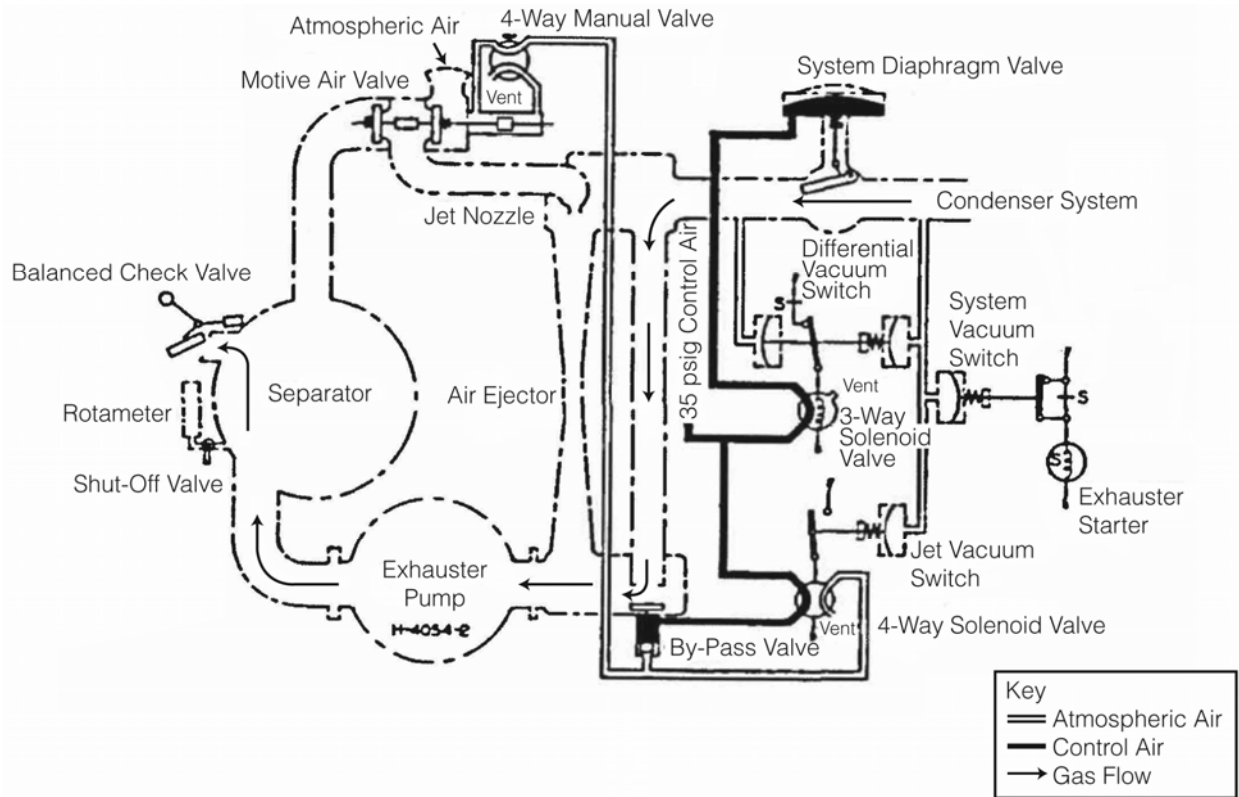 4-Way Manual Valve
Atmospheric
Air
Motive Air Valve
Vent
System Diaphragm Valve
S
Jet Nozzle
Condenser System
Balanced Check Valve
Differential
Vacuum
Switch
S
System
Vacuum
Switch
35 psig Control Air
Separator
Air Ejector
Rotameter
Vent
3-Way
Solenoid
Valve
S
S
Shut-Off Valve
Exhauster
Starter
Jet Vacuum
Switch
Exhauster
Pump
H-4054-2
Vent
4-Way Solenoid Valve
By-Pass Valve
Key
Atmospheric Air
Control Air
Gas Flow